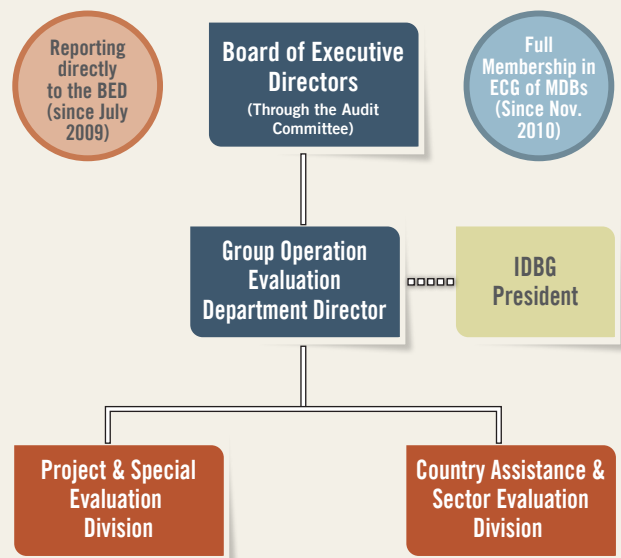 Reporting
directly
to the BED
(since July
2009)
Board of Executive
Directors
(Through the Audit
Committee)
Full
Membership in
ECG of MDBs
(Since Nov.
2010)
Group Operation
Evaluation
Department Director
IDBG
President
Project & Special
Evaluation
Division
Country Assistance &
Sector Evaluation
Division